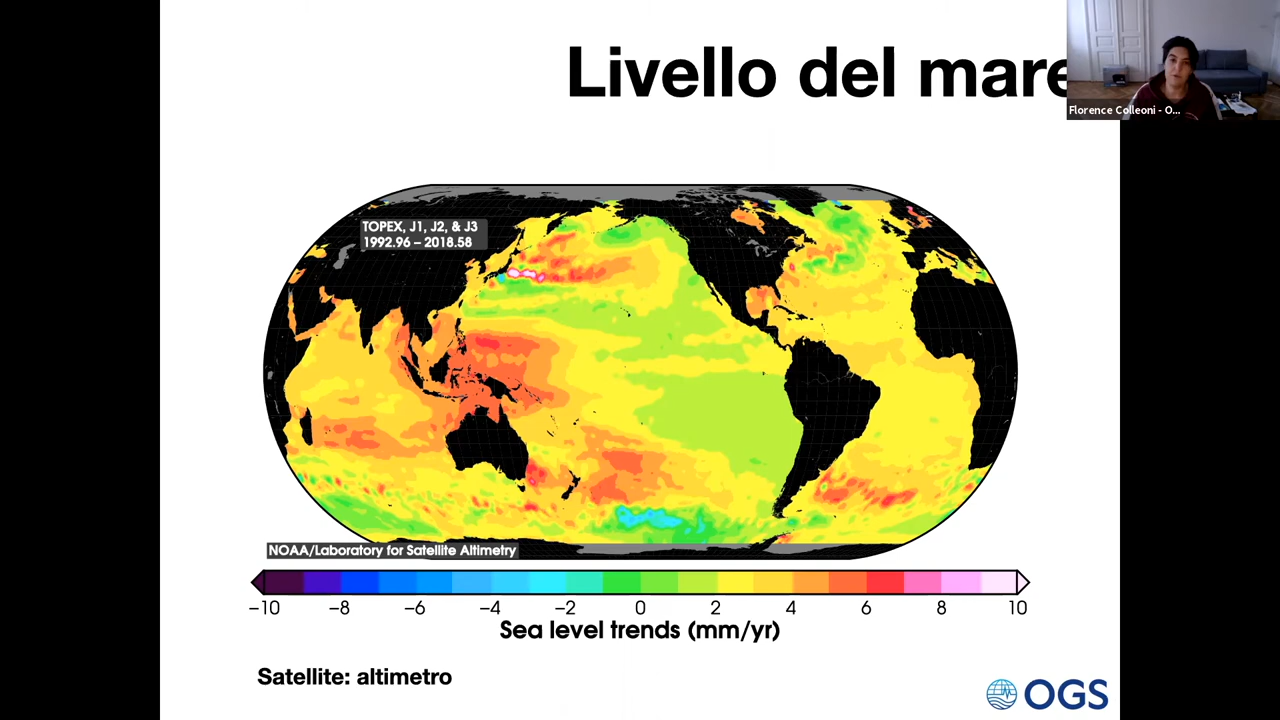 Livello del mare
Florence Colleoni - O...
TOPEX, J1, J2, & J3
1992.96 – 2018.58
NOAA/Laboratory for Satellite Altimetry
−10 −8 −6 −4 −2 0 2 4 6 8 10
Sea level trends (mm/yr)
Satellite: altimetro
OGS